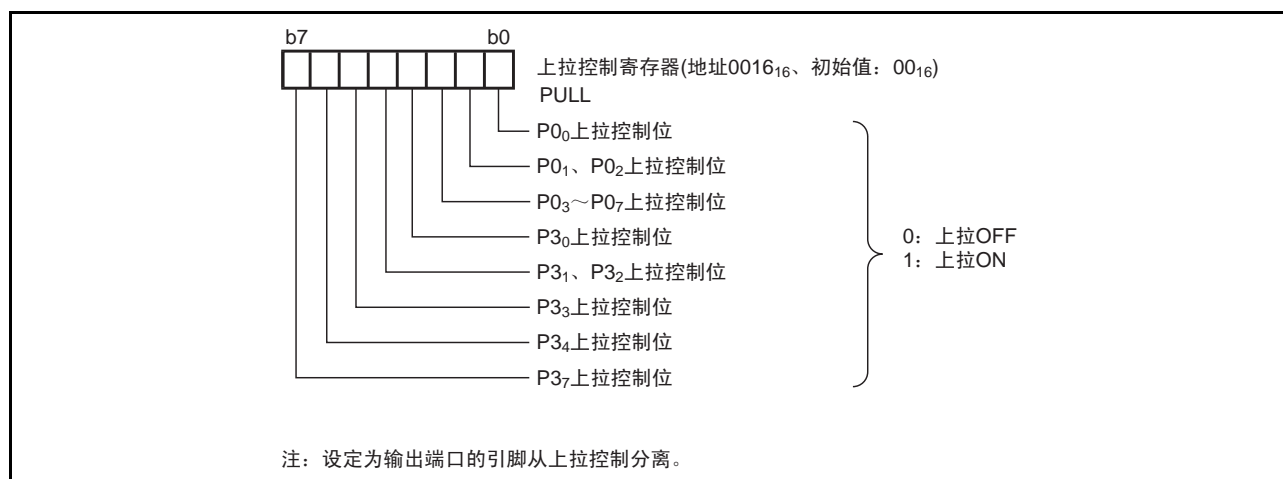 b7 b0
上拉控制寄存器(地址0016₁₆、初始值：00₁₆)
PULL
P0₀上拉控制位
P0₁、P0₂上拉控制位
P0₃～P0₇上拉控制位
P3₀上拉控制位
P3₁、P3₂上拉控制位
P3₃上拉控制位
P3₄上拉控制位
P3₇上拉控制位
0：上拉OFF
1：上拉ON
注：设定为输出端口的引脚从上拉控制分离。